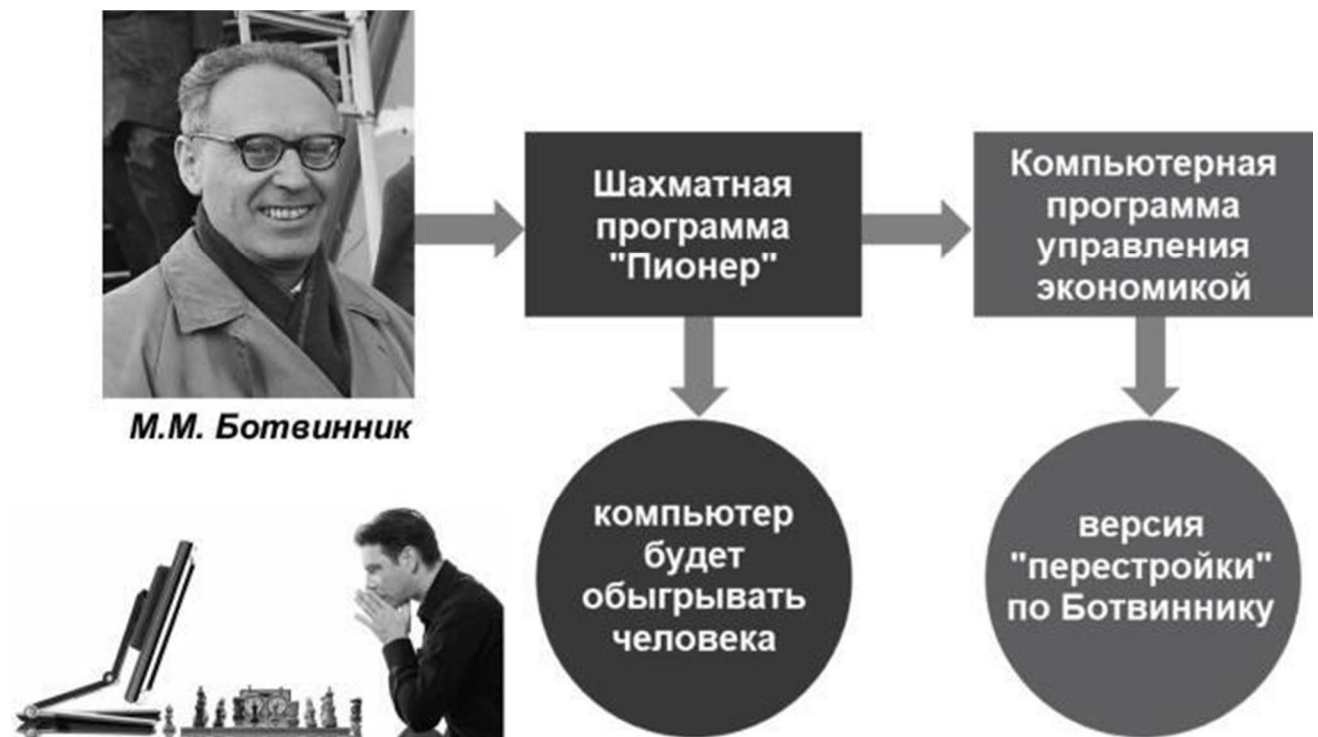 М.М. Ботвинник
Шахматная
программа
"Пионер"
Компьютерная
программа
управления
экономикой
компьютер
будет
обыгрывать
человека
версия
"перестройки"
по Ботвиннику